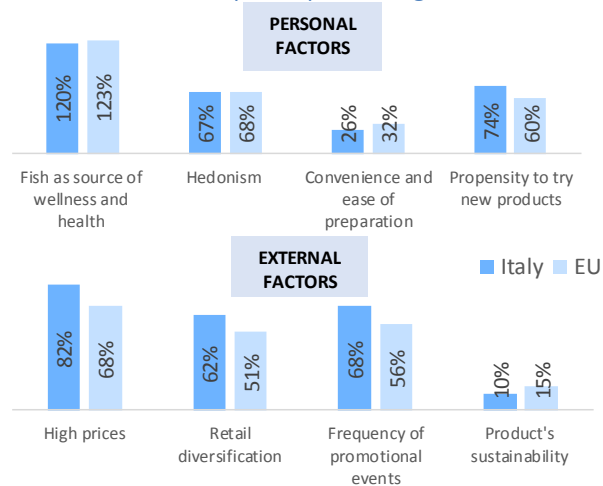 PERSONAL
FACTORS
120%
123%
67%
68%
26%
32%
74%
60%
Fish as source of
wellness and
health
Hedonism
Convenience and
ease of
preparation
Propensity to try
new products
EXTERNAL
FACTORS
Italy
EU
82%
68%
62%
51%
68%
56%
10%
15%
High prices
Retail
diversification
Frequency of
promotional
events
Product's
sustainability